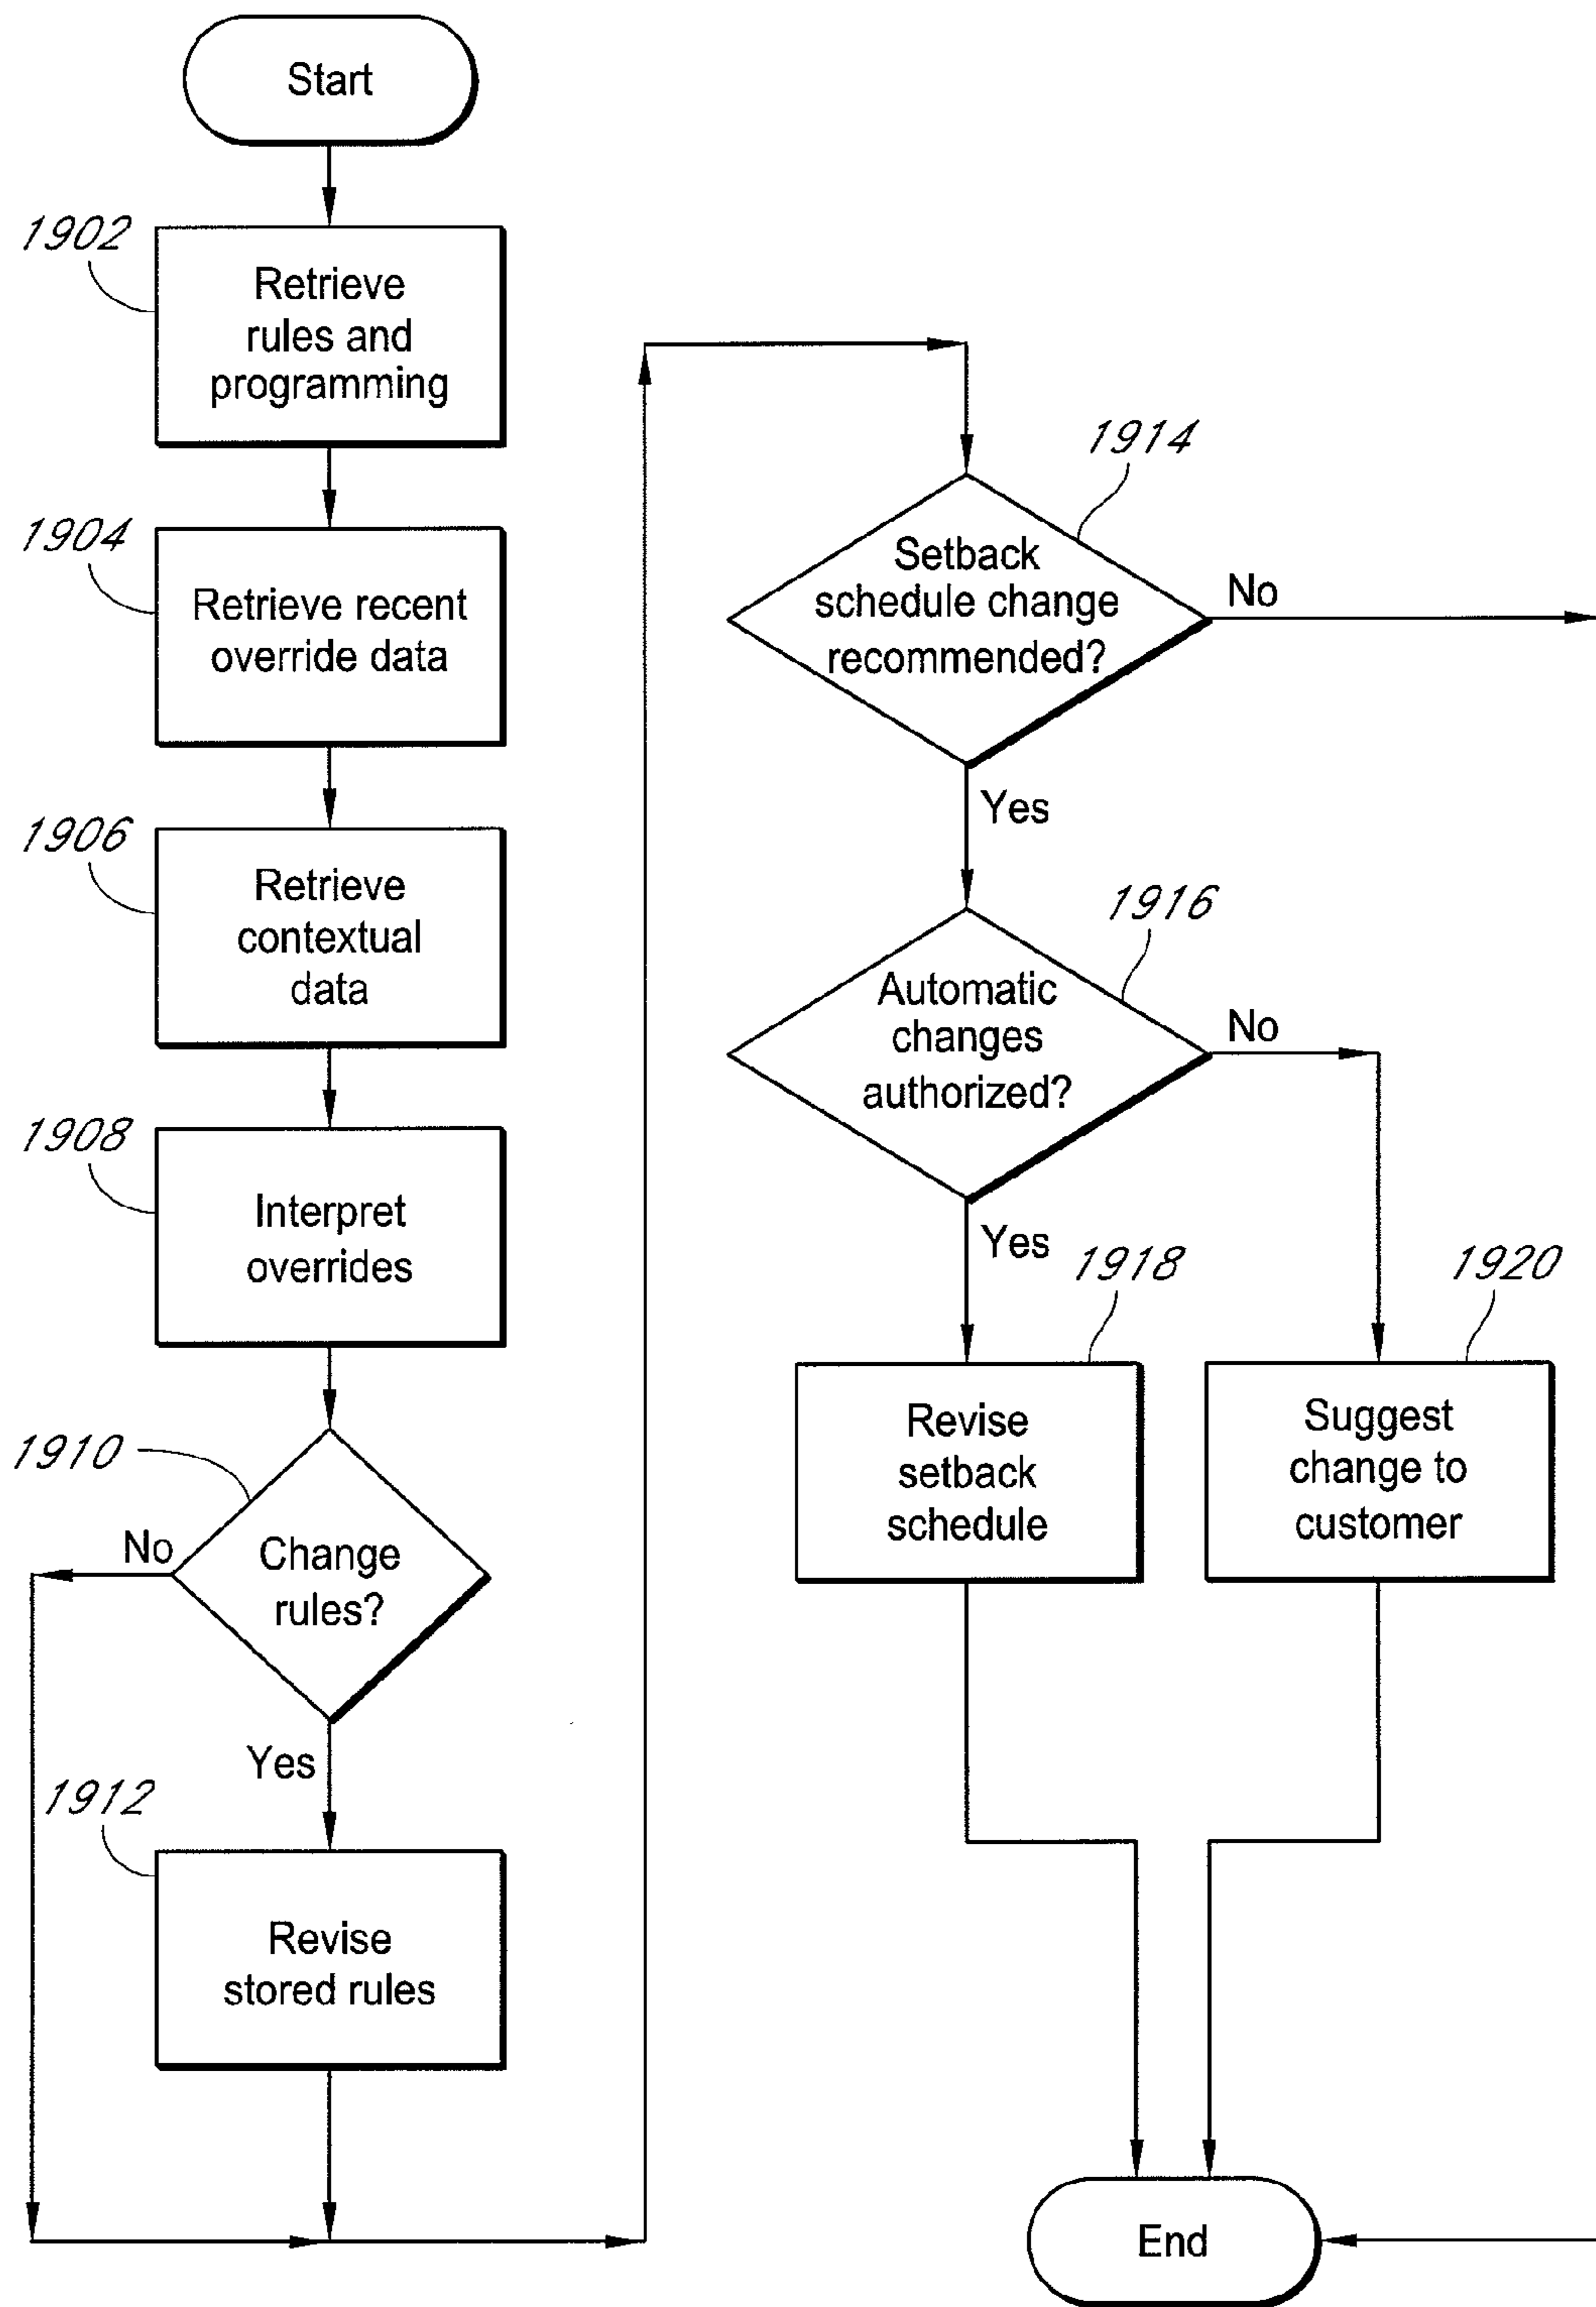 Start
1902
Retrieve
rules and
programming
1904
Retrieve recent
override data
1906
Retrieve
contextual
data
1908
Interpret
overrides
1910
No
Change
rules?
Yes
1912
Revise
stored rules
1914
Setback
schedule change
recommended?
No
Yes
1916
Automatic
changes
authorized?
No
Yes
1918
Revise
setback
schedule
1920
Suggest
change to
customer
End